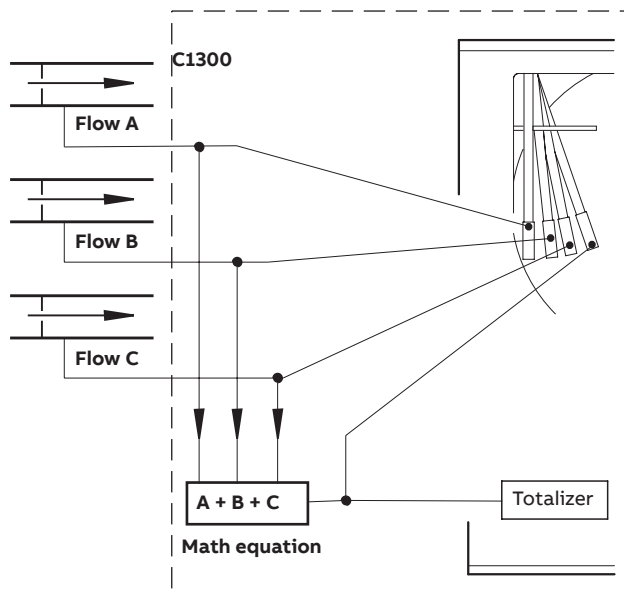 C1300
Flow A
Flow B
Flow C
A + B + C
Totalizer
Math equation